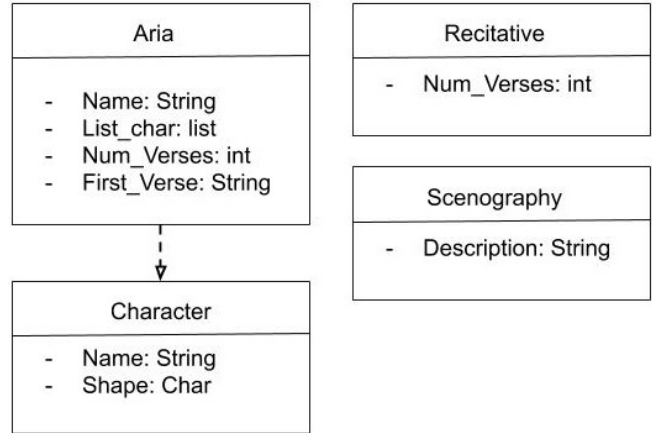 Aria
- Name: String
- List_char: list
- Num_Verses: int
- First_Verse: String
Character
- Name: String
- Shape: Char
Recitative
- Num_Verses: int
Scenography
- Description: String